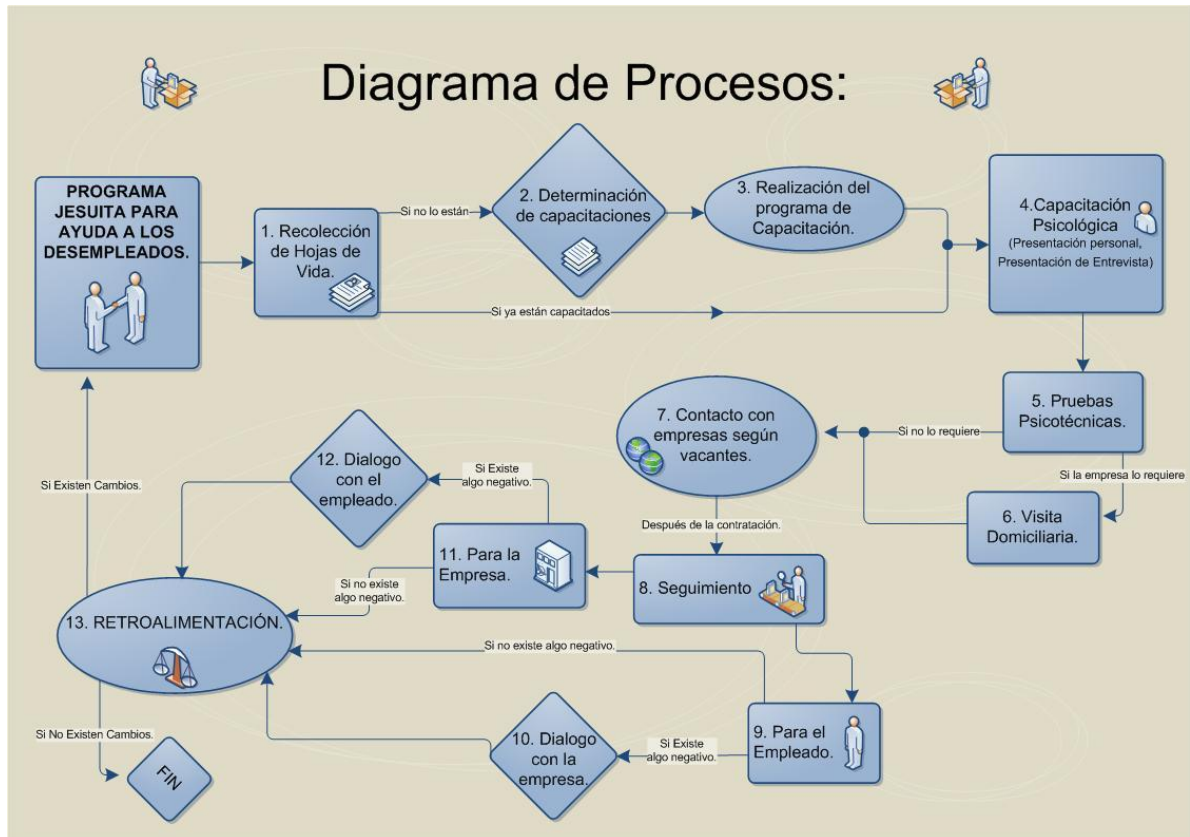 Diagrama de Procesos:
PROGRAMA
JESUITA PARA
AYUDA A LOS
DESEMPLEADOS.
1. Recolección
de Hojas de
Vida.
Si no lo están
2. Determinación
de capacitaciones
3. Realización del
programa de
Capacitación.
4.Capacitación
Psicológica
(Presentación personal,
Presentación de Entrevista)
Si ya están capacitados
5. Pruebas
Psicotécnicas.
Si no lo requiere
Si la empresa lo requiere
6. Visita
Domiciliaria.
7. Contacto con
empresas según
vacantes.
Después de la contratación.
8. Seguimiento
11. Para la
Empresa.
Si Existe
algo negativo.
12. Dialogo
con el
empleado.
Si no existe
algo negativo.
9. Para el
Empleado.
Si no existe algo negativo.
Si Existe
algo negativo.
10. Dialogo
con la
empresa.
13. RETROALIMENTACIÓN.
Si Existen Cambios.
Si No Existen Cambios.
FIN